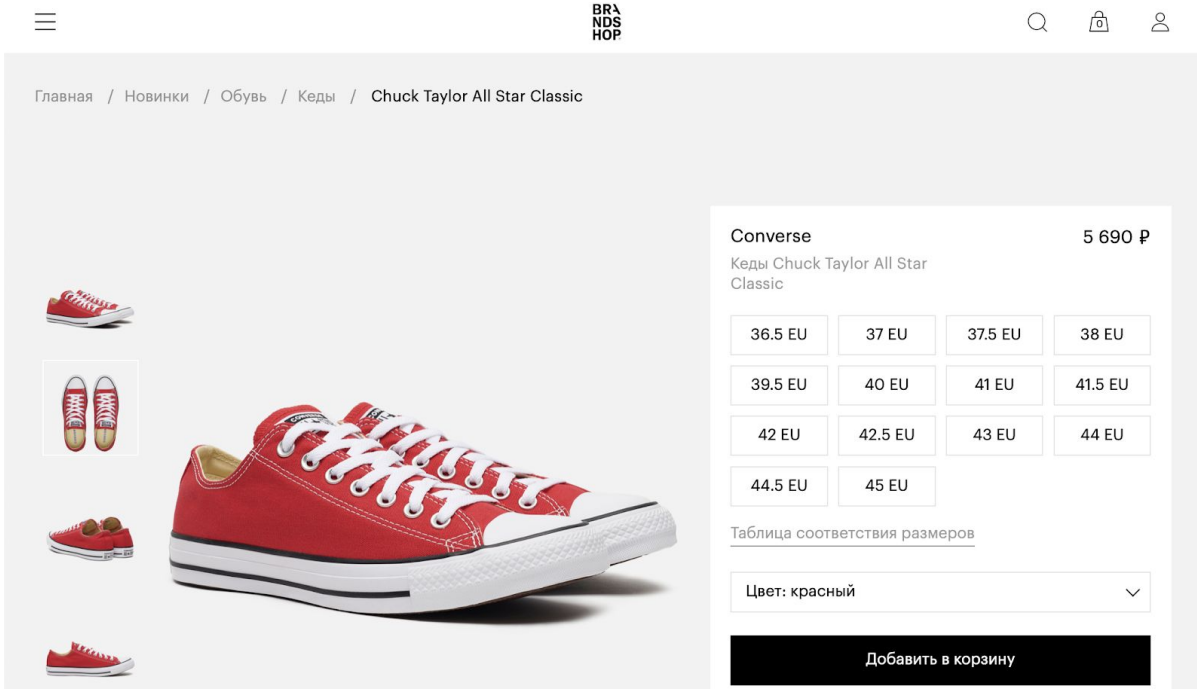 BRA
NDS
HOP
0
Главная / Новинки / Обувь / Кеды / Chuck Taylor All Star Classic
Converse
5 690 ₽
Кеды Chuck Taylor All Star
Classic
36.5 EU
37 EU
37.5 EU
38 EU
39.5 EU
40 EU
41 EU
41.5 EU
42 EU
42.5 EU
43 EU
44 EU
44.5 EU
45 EU
Таблица соответствия размеров
Цвет: красный
Добавить в корзину
CONVERSE